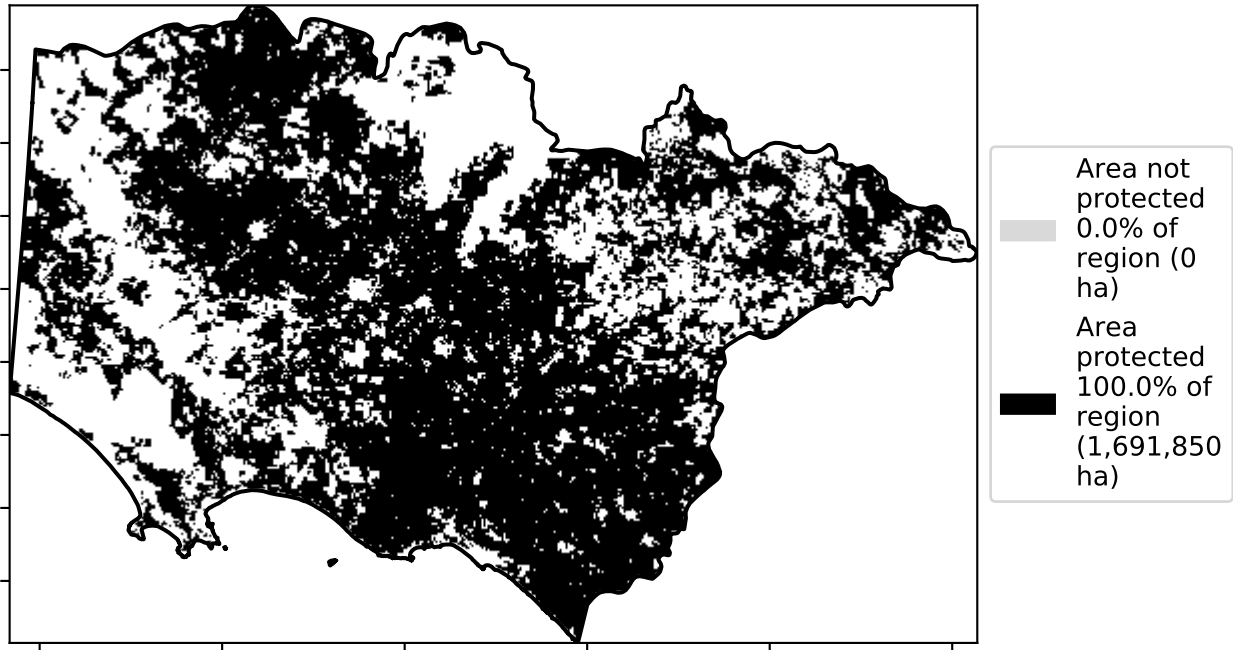 Area not
protected
0.0% of
region (0
ha)
Area
protected
100.0% of
region
(1,691,850
ha)